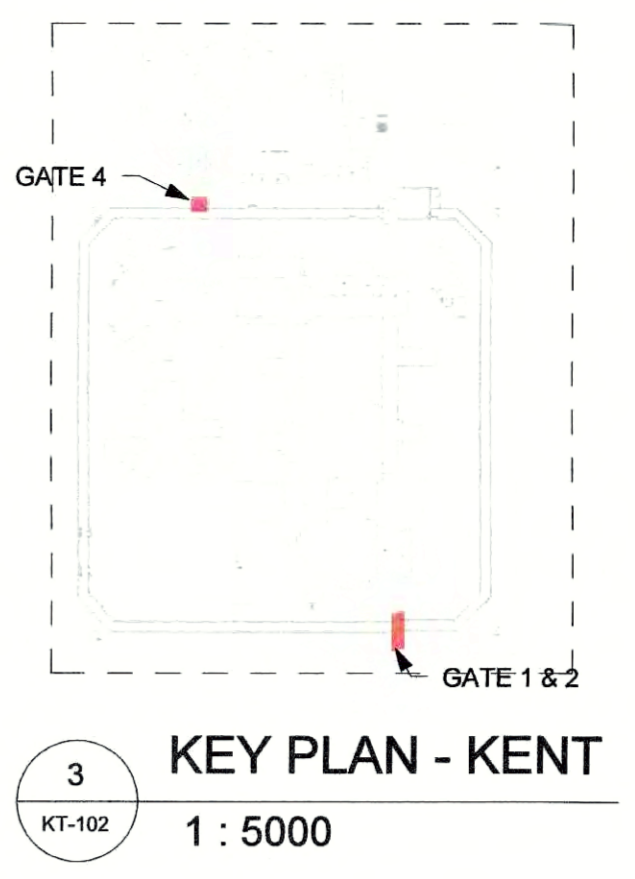 GATE 4
GATE 1 & 2
3
KEY PLAN - KENT
KT-102
1 : 5000